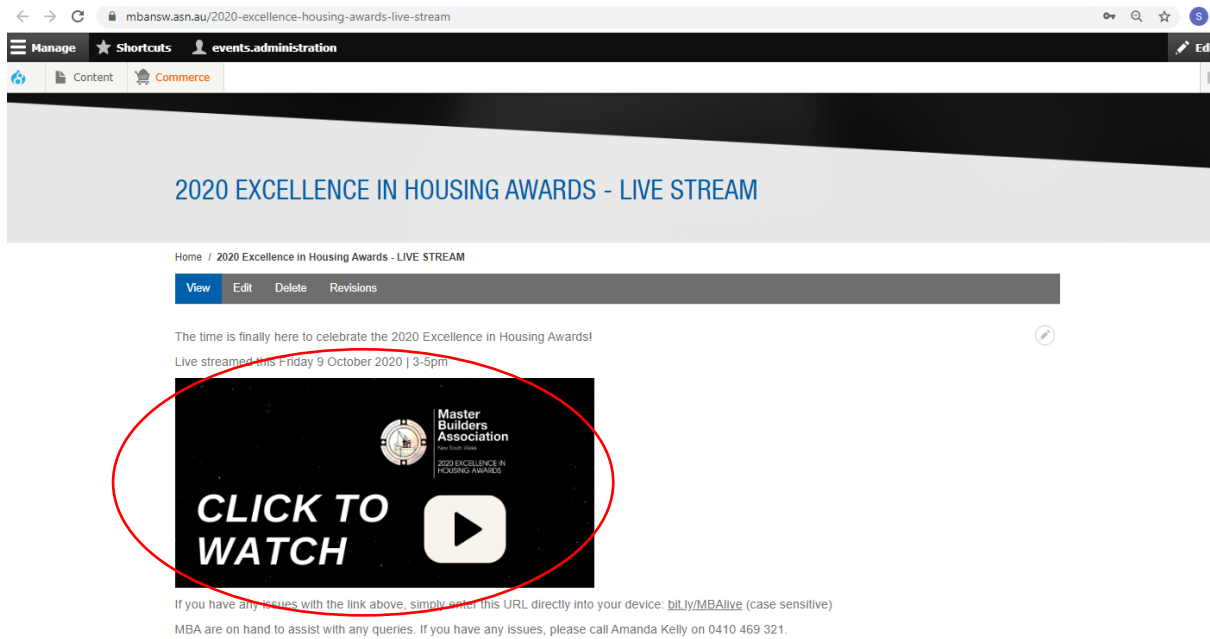 mbansw.asn.au/2020-excellence-housing-awards-live-stream
S
Manage Shortcuts events.administration Ed
Content Commerce
2020 EXCELLENCE IN HOUSING AWARDS - LIVE STREAM
Home / 2020 Excellence in Housing Awards - LIVE STREAM
View Edit Delete Revisions
The time is finally here to celebrate the 2020 Excellence in Housing Awards!
Live streamed this Friday 9 October 2020 | 3-5pm
Master
Builders
Association
New South Wales
2020 EXCELLENCE IN
HOUSING AWARDS
CLICK TO
WATCH
If you have any issues with the link above, simply enter this URL directly into your device: bit.ly/MBAlive (case sensitive)
MBA are on hand to assist with any queries. If you have any issues, please call Amanda Kelly on 0410 469 321.